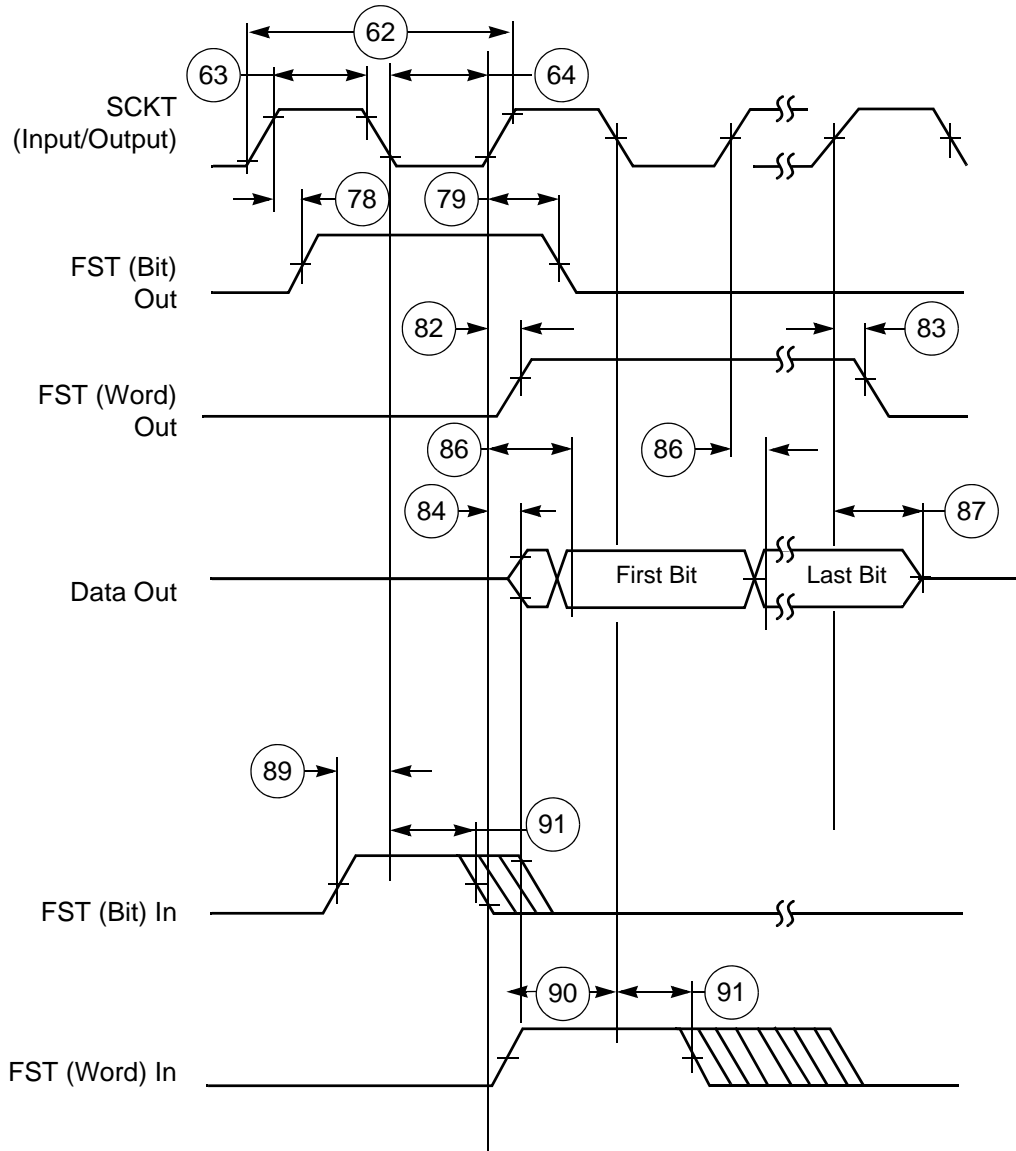 62
63
64
SCKT
(Input/Output)
78
79
FST (Bit)
Out
82
83
FST (Word)
Out
86
86
84
87
First Bit
Last Bit
Data Out
89
91
FST (Bit) In
90
91
FST (Word) In